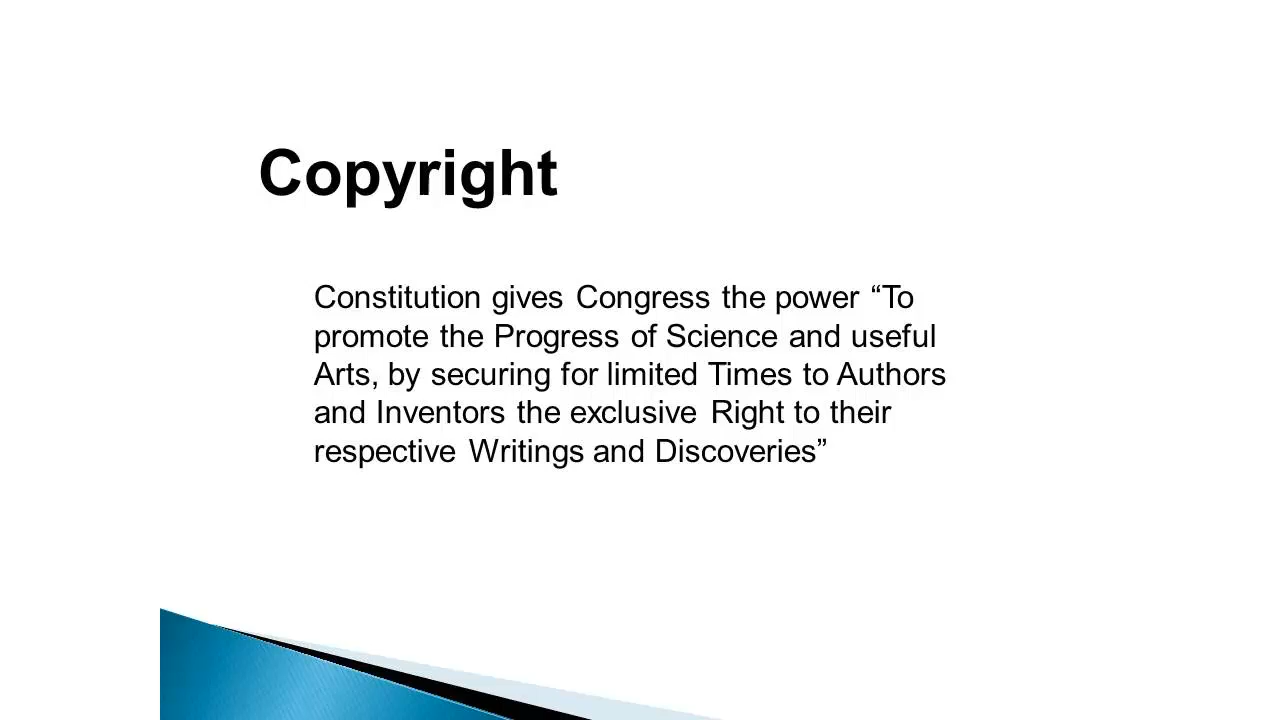 Copyright
Constitution gives Congress the power “To
promote the Progress of Science and useful
Arts, by securing for limited Times to Authors
and Inventors the exclusive Right to their
respective Writings and Discoveries”